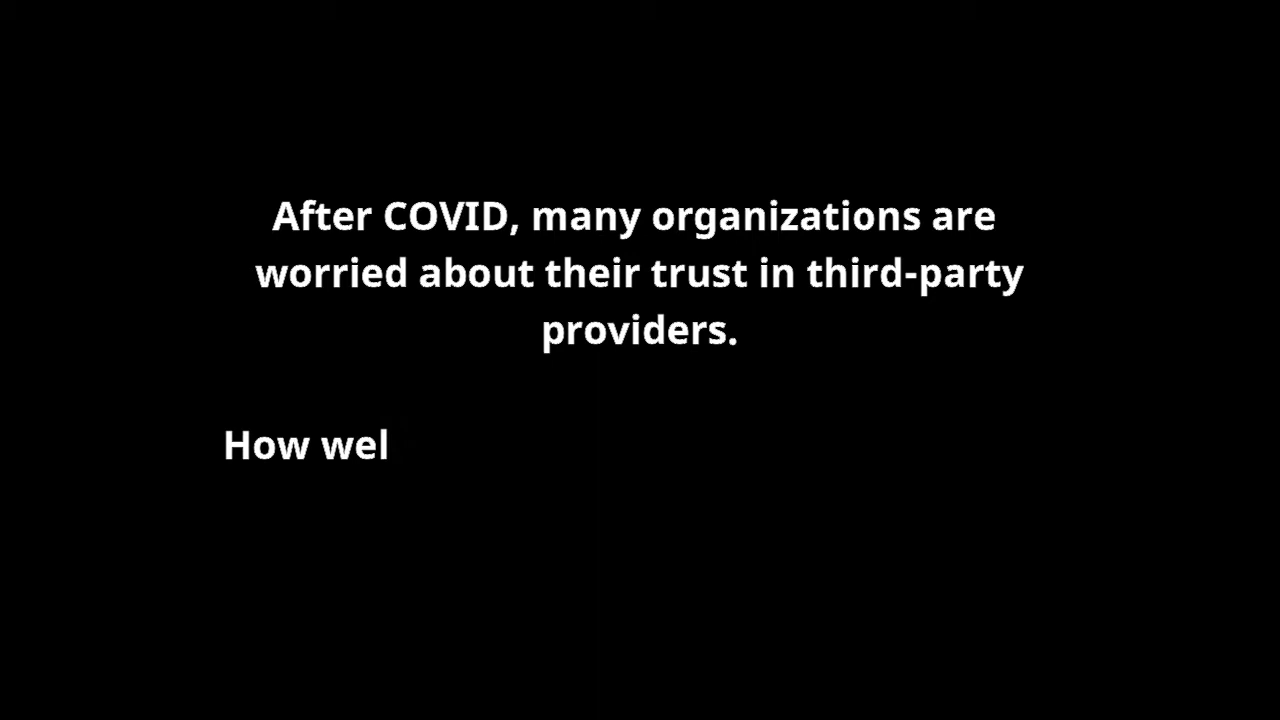 After COVID, many organizations are
worried about their trust in third-party
providers.
How wel